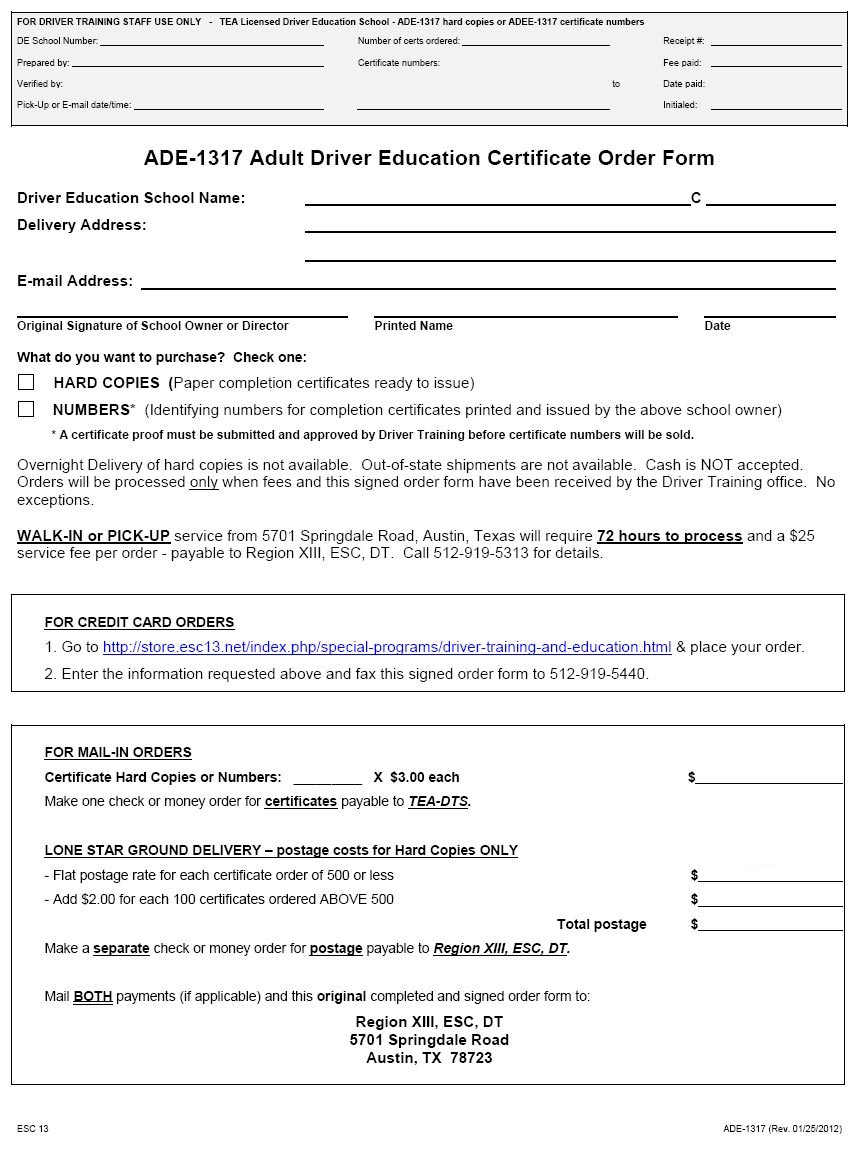 FOR DRIVER TRAINING STAFF USE ONLY - TEA Licensed Driver Education School - ADE-1317 hard copies or ADEE-1317 certificate numbers
DE School Number: Number of certs ordered: Receipt #:
Prepared by: Certificate numbers: Fee paid:
Verified by: to Date paid:
Pick-Up or E-mail date/time: Initialed:
ADE-1317 Adult Driver Education Certificate Order Form
Driver Education School Name: C
Delivery Address:
E-mail Address:
Original Signature of School Owner or Director Printed Name Date
What do you want to purchase? Check one:
HARD COPIES (Paper completion certificates ready to issue)
NUMBERS* (Identifying numbers for completion certificates printed and issued by the above school owner)
* A certificate proof must be submitted and approved by Driver Training before certificate numbers will be sold.
Overnight Delivery of hard copies is not available. Out-of-state shipments are not available. Cash is NOT accepted.
Orders will be processed only when fees and this signed order form have been received by the Driver Training office. No
exceptions.
WALK-IN or PICK-UP service from 5701 Springdale Road, Austin, Texas will require 72 hours to process and a $25
service fee per order - payable to Region XIII, ESC, DT. Call 512-919-5313 for details.
FOR CREDIT CARD ORDERS
1. Go to http://store.esc13.net/index.php/special-programs/driver-training-and-education.html & place your order.
2. Enter the information requested above and fax this signed order form to 512-919-5440.
FOR MAIL-IN ORDERS
Certificate Hard Copies or Numbers: _________ X $3.00 each $
Make one check or money order for certificates payable to TEA-DTS.
LONE STAR GROUND DELIVERY – postage costs for Hard Copies ONLY
- Flat postage rate for each certificate order of 500 or less $
- Add $2.00 for each 100 certificates ordered ABOVE 500 $
Total postage $
Make a separate check or money order for postage payable to Region XIII, ESC, DT.
Mail BOTH payments (if applicable) and this original completed and signed order form to:
Region XIII, ESC, DT
5701 Springdale Road
Austin, TX 78723
ESC 13 ADE-1317 (Rev. 01/25/2012)